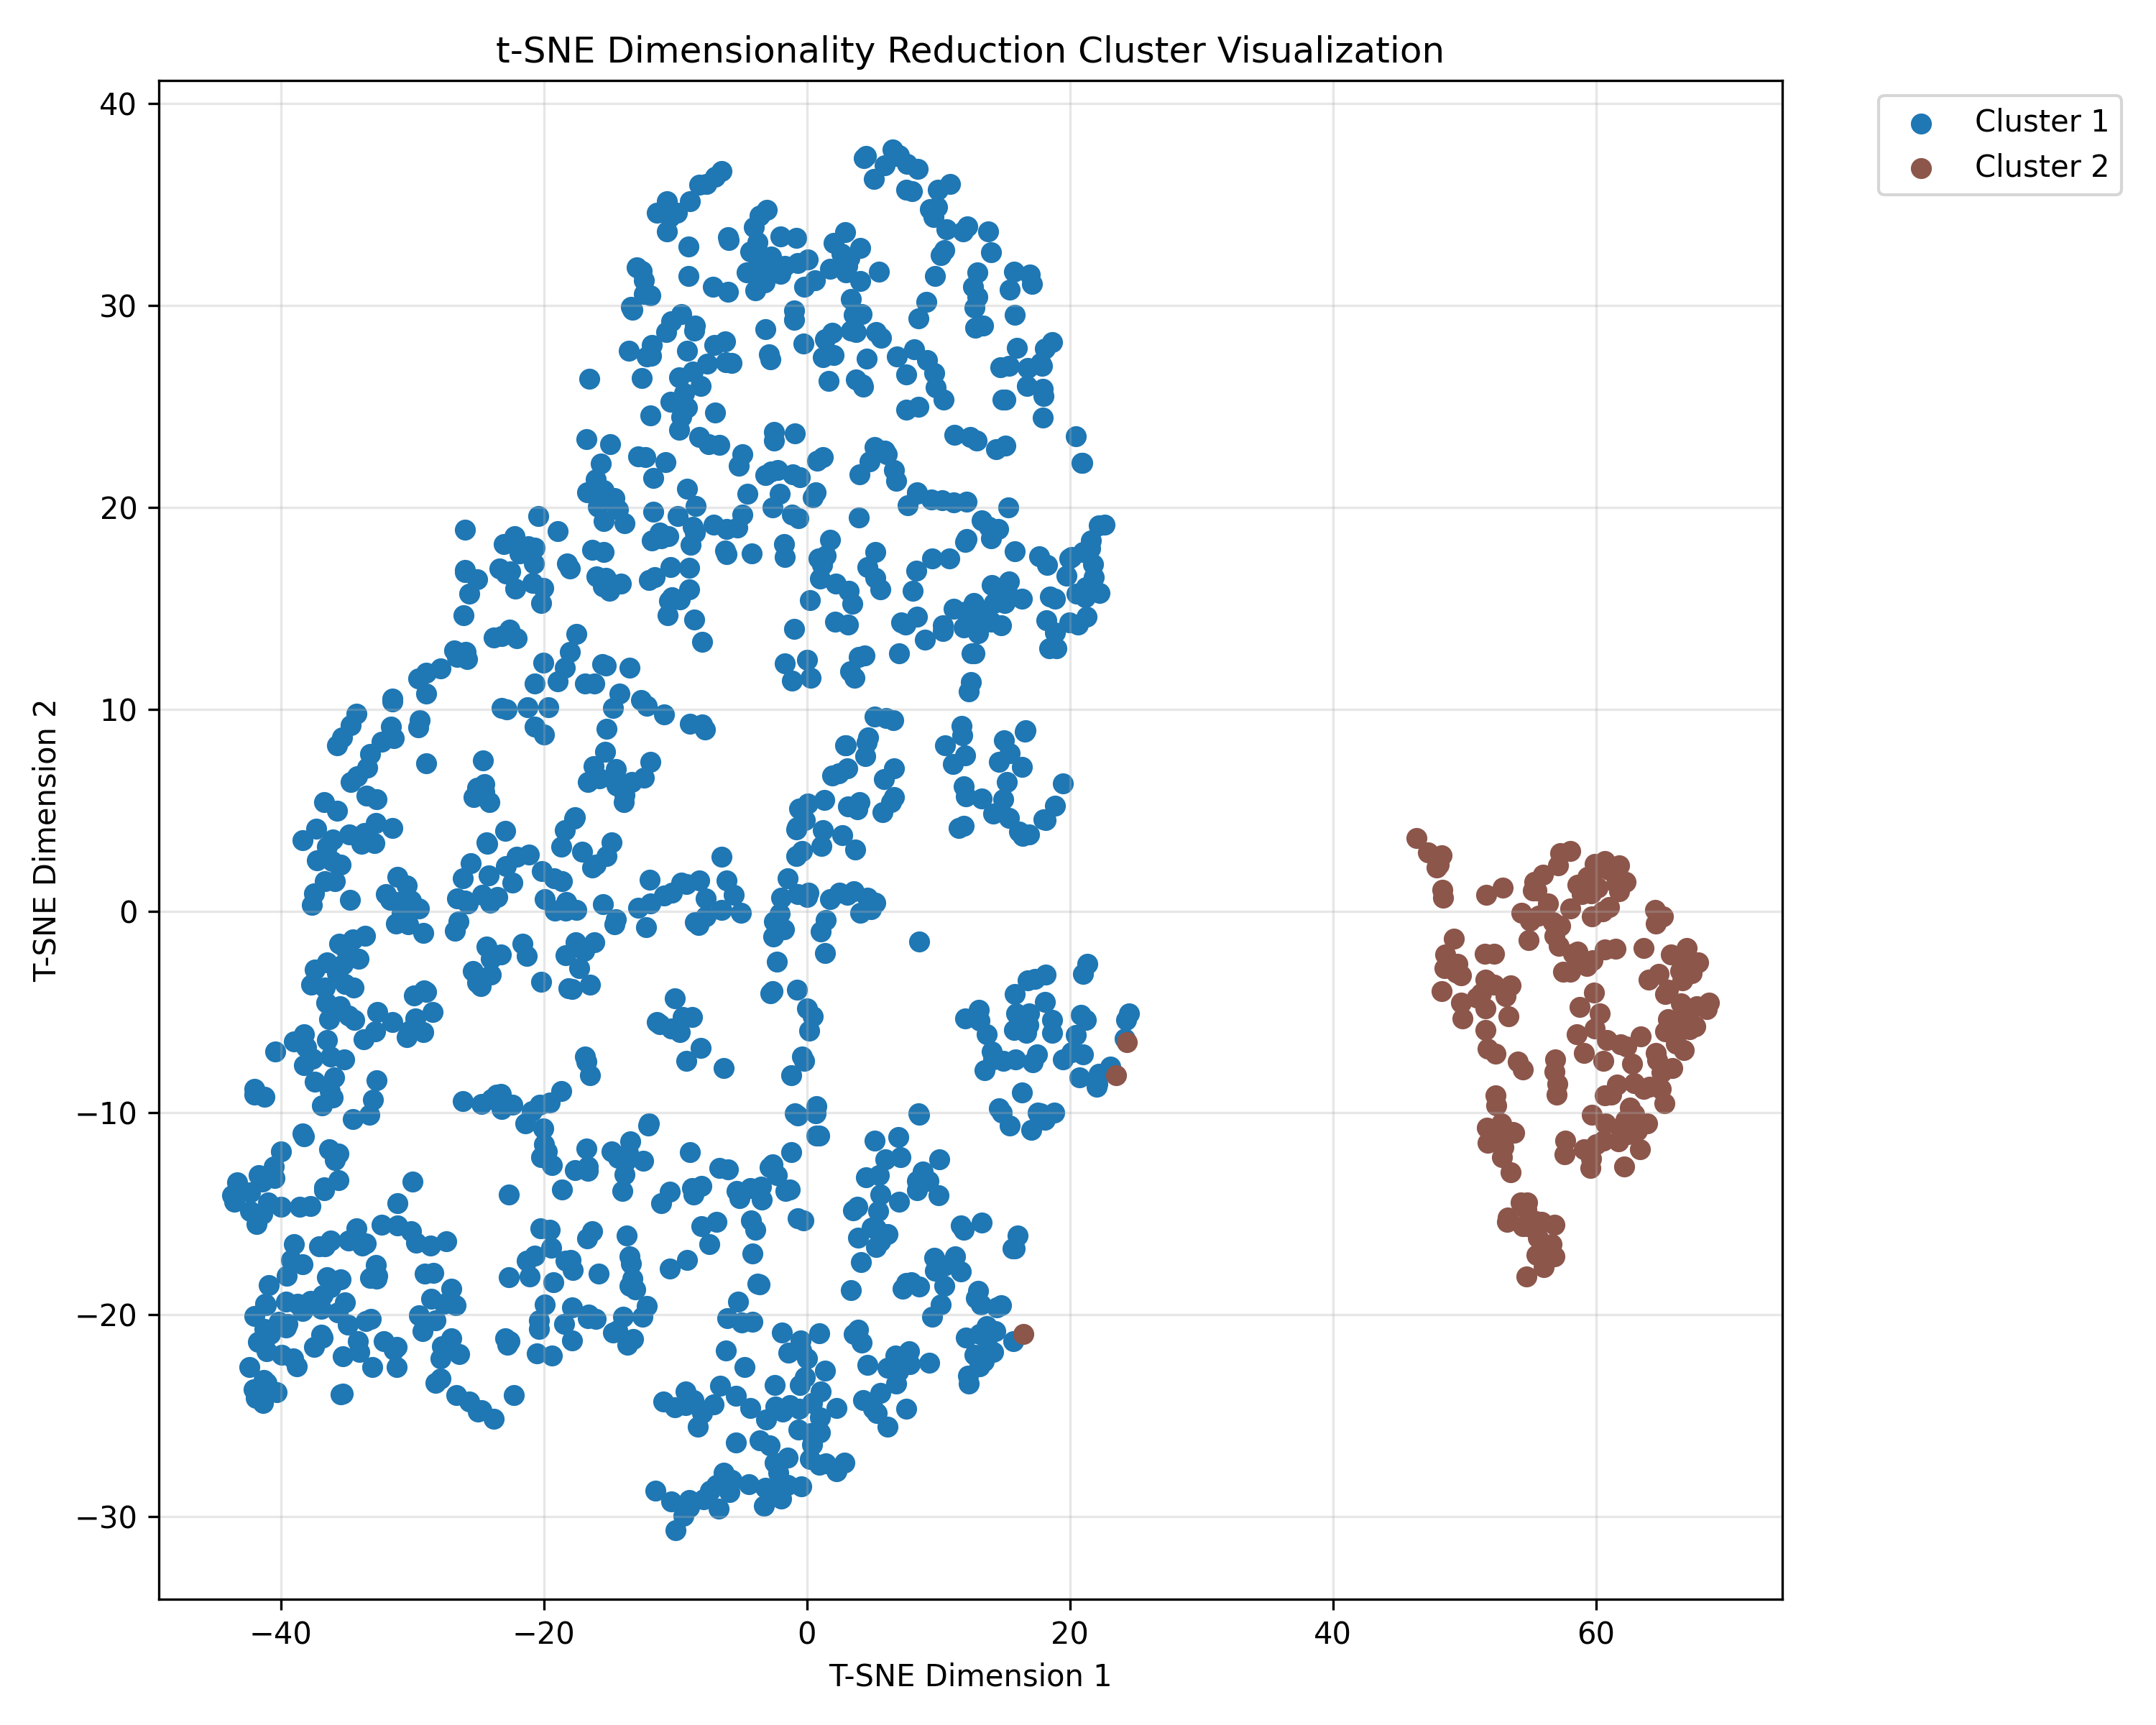 t-SNE Dimensionality Reduction Cluster Visualization
Cluster 1
Cluster 2
40
30
20
10
0
−10
−20
−30
T-SNE Dimension 2
−40
−20
0
20
40
60
T-SNE Dimension 1